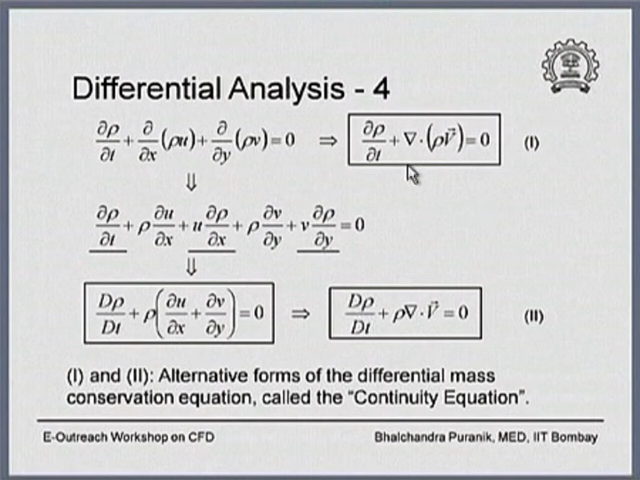 Differential Analysis - 4
∂ρ/∂t + ∂/∂x (ρu) + ∂/∂y (ρv) = 0 ⇒ ∂ρ/∂t + ∇·(ρV⃗) = 0 (I)
⇓
∂ρ/∂t + ρ ∂u/∂x + u ∂ρ/∂x + ρ ∂v/∂y + v ∂ρ/∂y = 0
⇓
Dρ/Dt + ρ(∂u/∂x + ∂v/∂y) = 0 ⇒ Dρ/Dt + ρ∇·V⃗ = 0 (II)
(I) and (II): Alternative forms of the differential mass
conservation equation, called the “Continuity Equation”.
E-Outreach Workshop on CFD Bhalchandra Puranik, MED, IIT Bombay